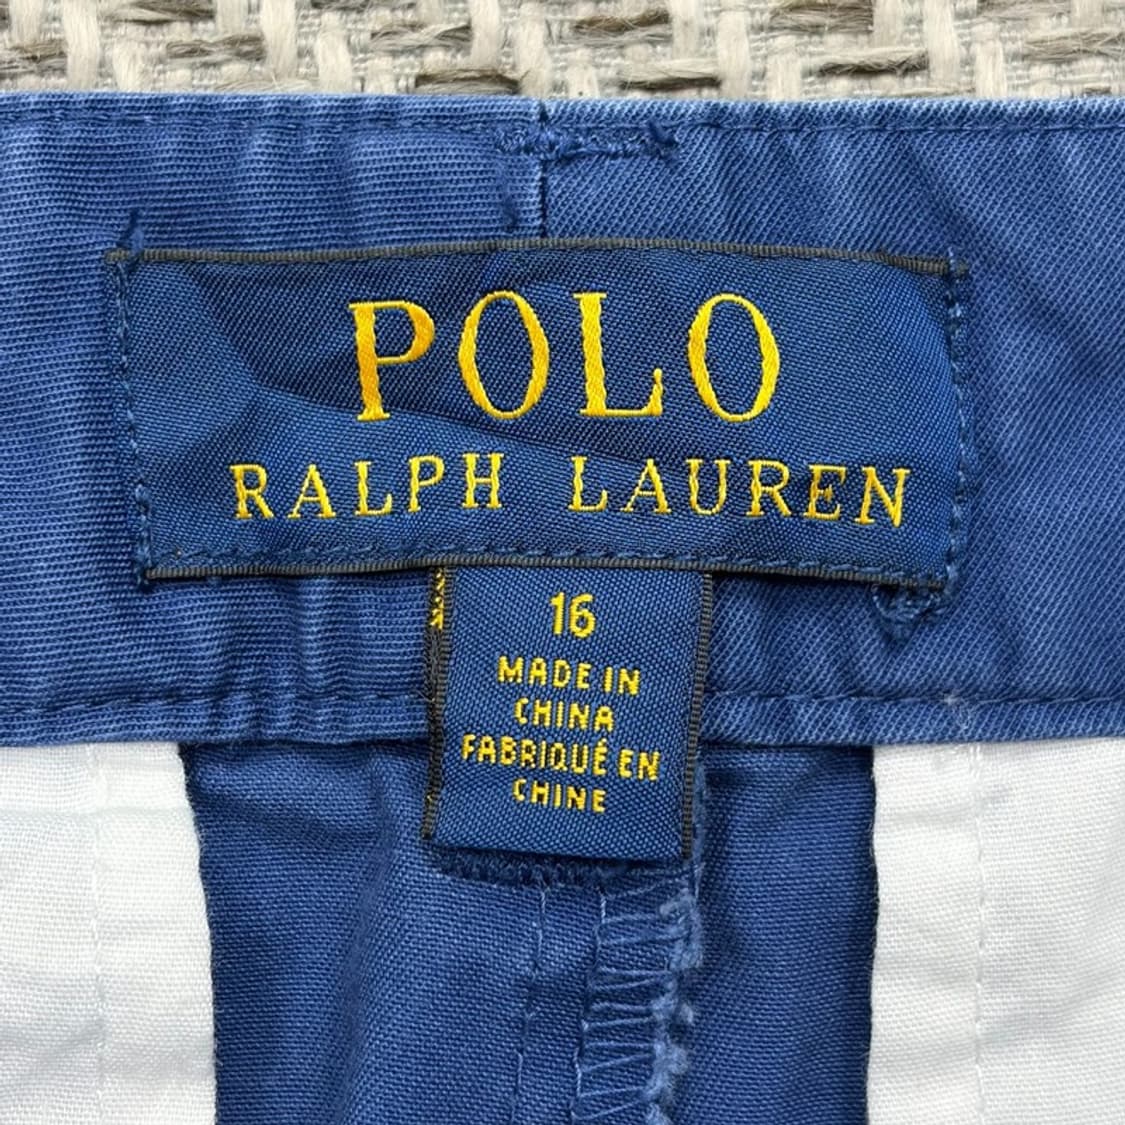 POLO
RALPH LAUREN
16
MADE IN
CHINA
FABRIQUÉ EN
CHINE